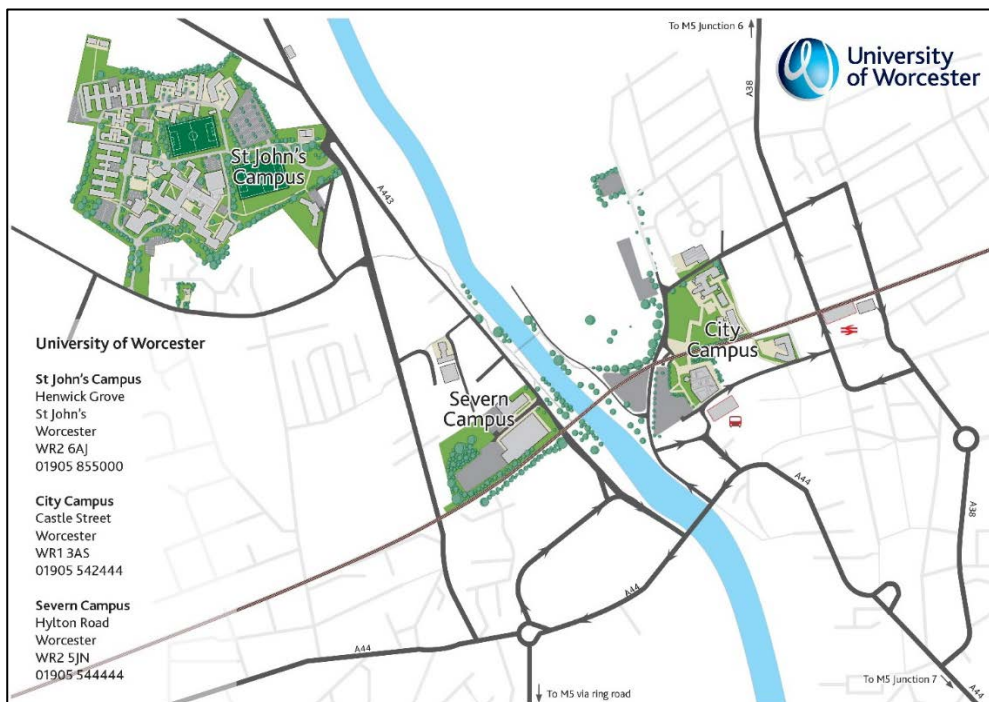 To M5 Junction 6
University
of Worcester
A38
St John's
Campus
A443
City
Campus
Severn
Campus
University of Worcester
St John's Campus
Henwick Grove
St John's
Worcester
WR2 6AJ
01905 855000
City Campus
Castle Street
Worcester
WR1 3AS
01905 542444
Severn Campus
Hylton Road
Worcester
WR2 5JN
01905 544444
A44
A38
A44
A44
To M5 via ring road
To M5 Junction 7
A44